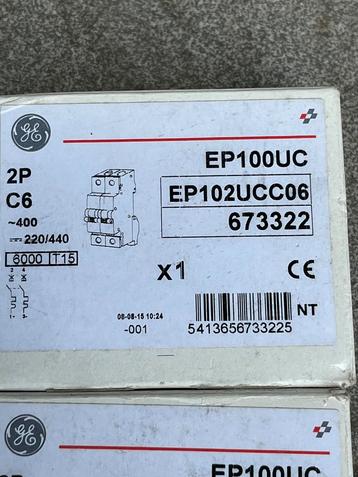 GE
EP100UC
2P
C6
~400
220/440
6000 T15
EP102UCC06
673322
X1
CE
08-08-15 10:24
-001
5413656733225
NT
GE
EP100UC